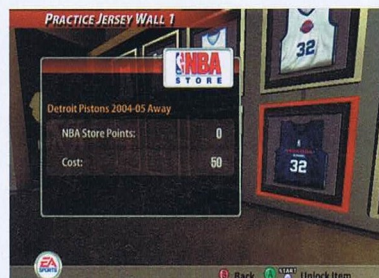 PRACTICE JERSEY WALL 1
NBA
STORE
Detroit Pistons 2004-05 Away
NBA Store Points: 0
Cost: 50
32
32
EA
SPORTS
B Back A START Unlock Item